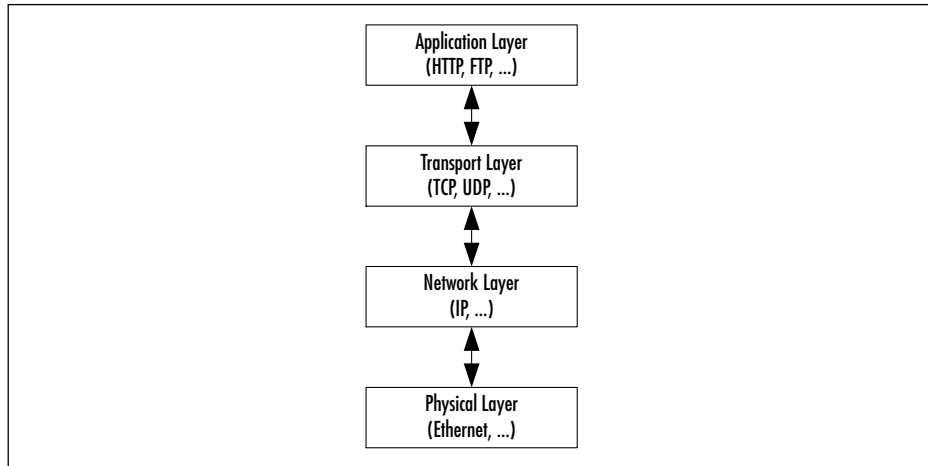 Application Layer
(HTTP, FTP, ...)
Transport Layer
(TCP, UDP, ...)
Network Layer
(IP, ...)
Physical Layer
(Ethernet, ...)